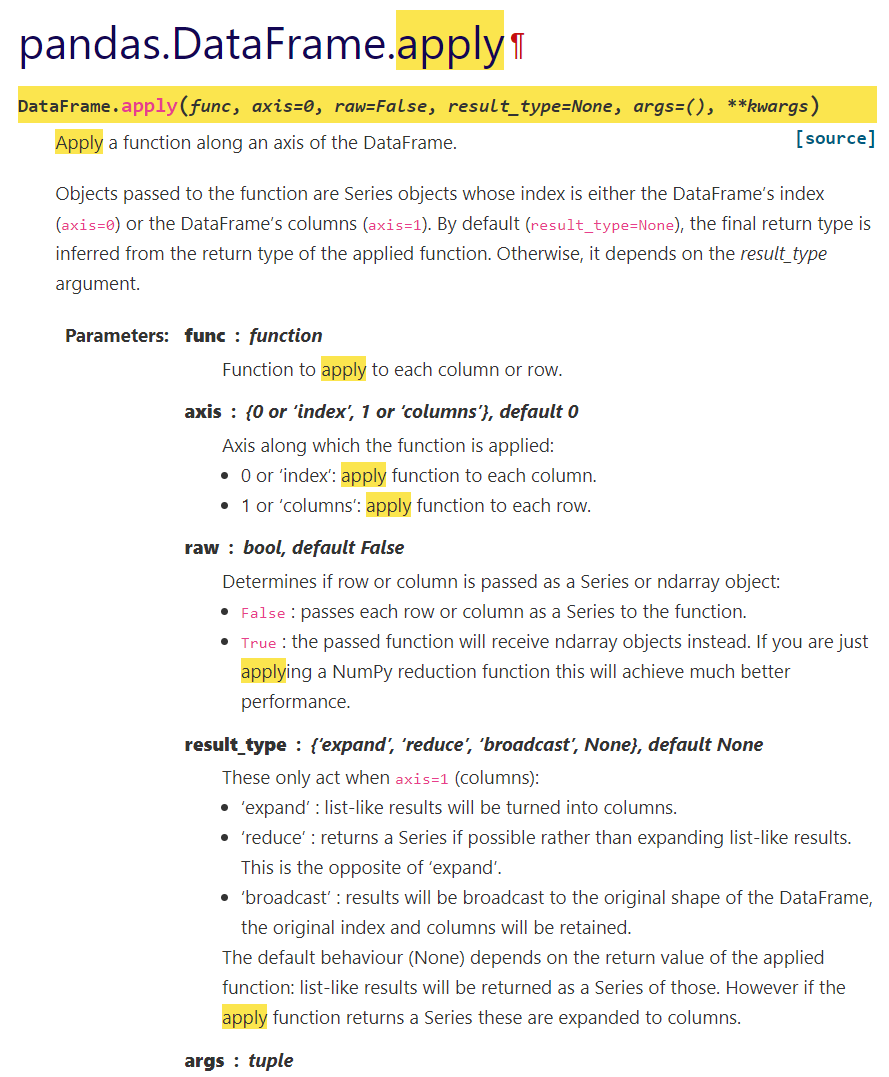 pandas.DataFrame.apply¶
DataFrame.apply(func, axis=0, raw=False, result_type=None, args=(), **kwargs)
Apply a function along an axis of the DataFrame. [source]
Objects passed to the function are Series objects whose index is either the DataFrame’s index
(axis=0) or the DataFrame’s columns (axis=1). By default (result_type=None), the final return type is
inferred from the return type of the applied function. Otherwise, it depends on the result_type
argument.
Parameters: func : function
Function to apply to each column or row.
axis : {0 or ‘index’, 1 or ‘columns’}, default 0
Axis along which the function is applied:
• 0 or ‘index’: apply function to each column.
• 1 or ‘columns’: apply function to each row.
raw : bool, default False
Determines if row or column is passed as a Series or ndarray object:
• False : passes each row or column as a Series to the function.
• True : the passed function will receive ndarray objects instead. If you are just
applying a NumPy reduction function this will achieve much better
performance.
result_type : {‘expand’, ‘reduce’, ‘broadcast’, None}, default None
These only act when axis=1 (columns):
• ‘expand’ : list-like results will be turned into columns.
• ‘reduce’ : returns a Series if possible rather than expanding list-like results.
This is the opposite of ‘expand’.
• ‘broadcast’ : results will be broadcast to the original shape of the DataFrame,
the original index and columns will be retained.
The default behaviour (None) depends on the return value of the applied
function: list-like results will be returned as a Series of those. However if the
apply function returns a Series these are expanded to columns.
args : tuple